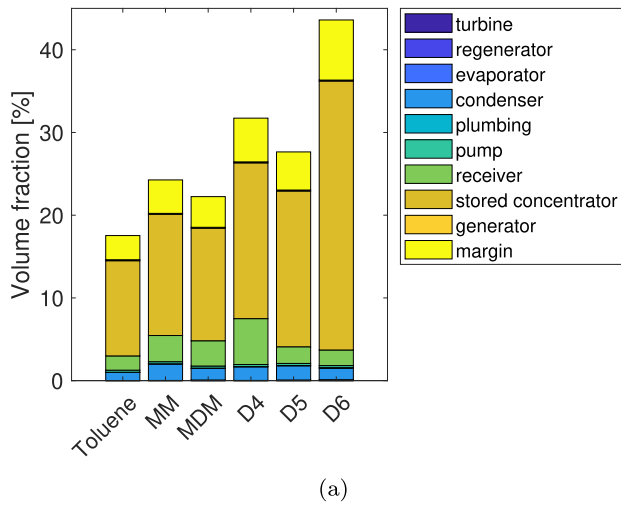 40
30
20
10
0
Volume fraction [%]
Toluene
MM
MDM
D4
D5
D6
turbine
regenerator
evaporator
condenser
plumbing
pump
receiver
stored concentrator
generator
margin
(a)